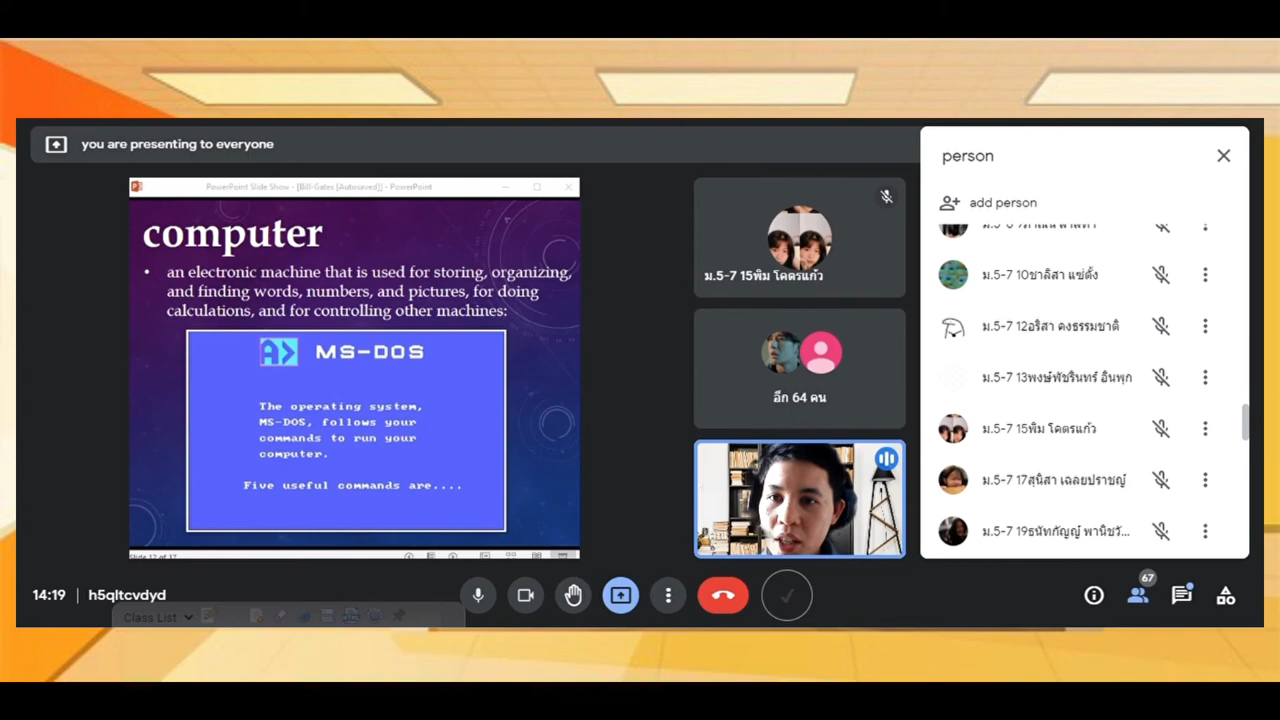 you are presenting to everyone
PowerPoint Slide Show - [Bill-Gates [Autosaved]] - PowerPoint
computer
• an electronic machine that is used for storing, organizing,
and finding words, numbers, and pictures, for doing
calculations, and for controlling other machines:
A> MS-DOS
The operating system,
MS-DOS, follows your
commands to run your
computer.
Five useful commands are....
Slide 17 of 17
ม.5-7 15พิม โคตรแก้ว
อีก 64 คน
คุณ
person
add person
ม.5-7 10ชาลิสา แซ่ตั้ง
ม.5-7 12อริสา คงธรรมชาติ
ม.5-7 13พงษ์พัชรินทร์ อินพุก
ม.5-7 15พิม โคตรแก้ว
ม.5-7 17สุนิสา เฉลยปราชญ์
ม.5-7 19ธนัทกัญญ์ พานิชวั...
14:19 | h5qltcvdyd
67
Class List